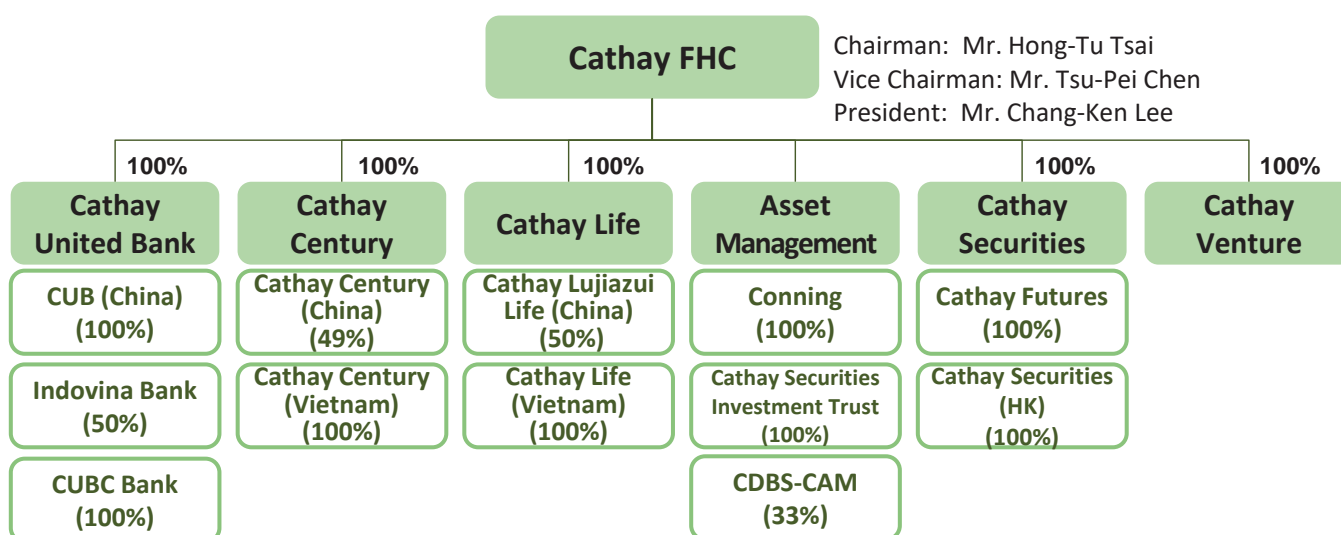 Cathay FHC
Chairman: Mr. Hong-Tu Tsai
Vice Chairman: Mr. Tsu-Pei Chen
President: Mr. Chang-Ken Lee
100%
100%
100%
100%
100%
Cathay
United Bank
Cathay
Century
Cathay Life
Asset
Management
Cathay
Securities
Cathay
Venture
CUB (China)
(100%)
Cathay Century
(China)
(49%)
Cathay Lujiazui
Life (China)
(50%)
Conning
(100%)
Cathay Futures
(100%)
Indovina Bank
(50%)
Cathay Century
(Vietnam)
(100%)
Cathay Life
(Vietnam)
(100%)
Cathay Securities
Investment Trust
(100%)
Cathay Securities
(HK)
(100%)
CUBC Bank
(100%)
CDBS-CAM
(33%)